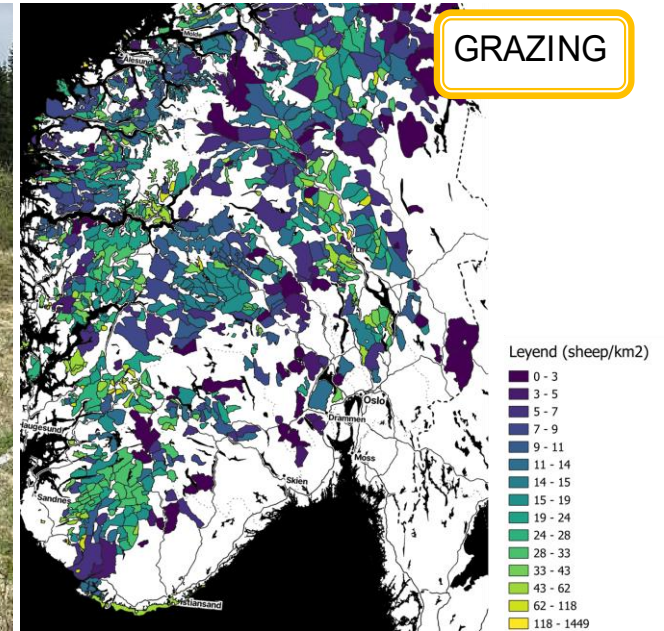 GRAZING
Molde
Ålesund
Oslo
Drammen
Moss
Haugesund
Skien
Sandnes
istiansand
Leyend (sheep/km2)
0 - 3
3 - 5
5 - 7
7 - 9
9 - 11
11 - 14
14 - 15
15 - 19
19 - 24
24 - 28
28 - 33
33 - 43
43 - 62
62 - 118
118 - 1449